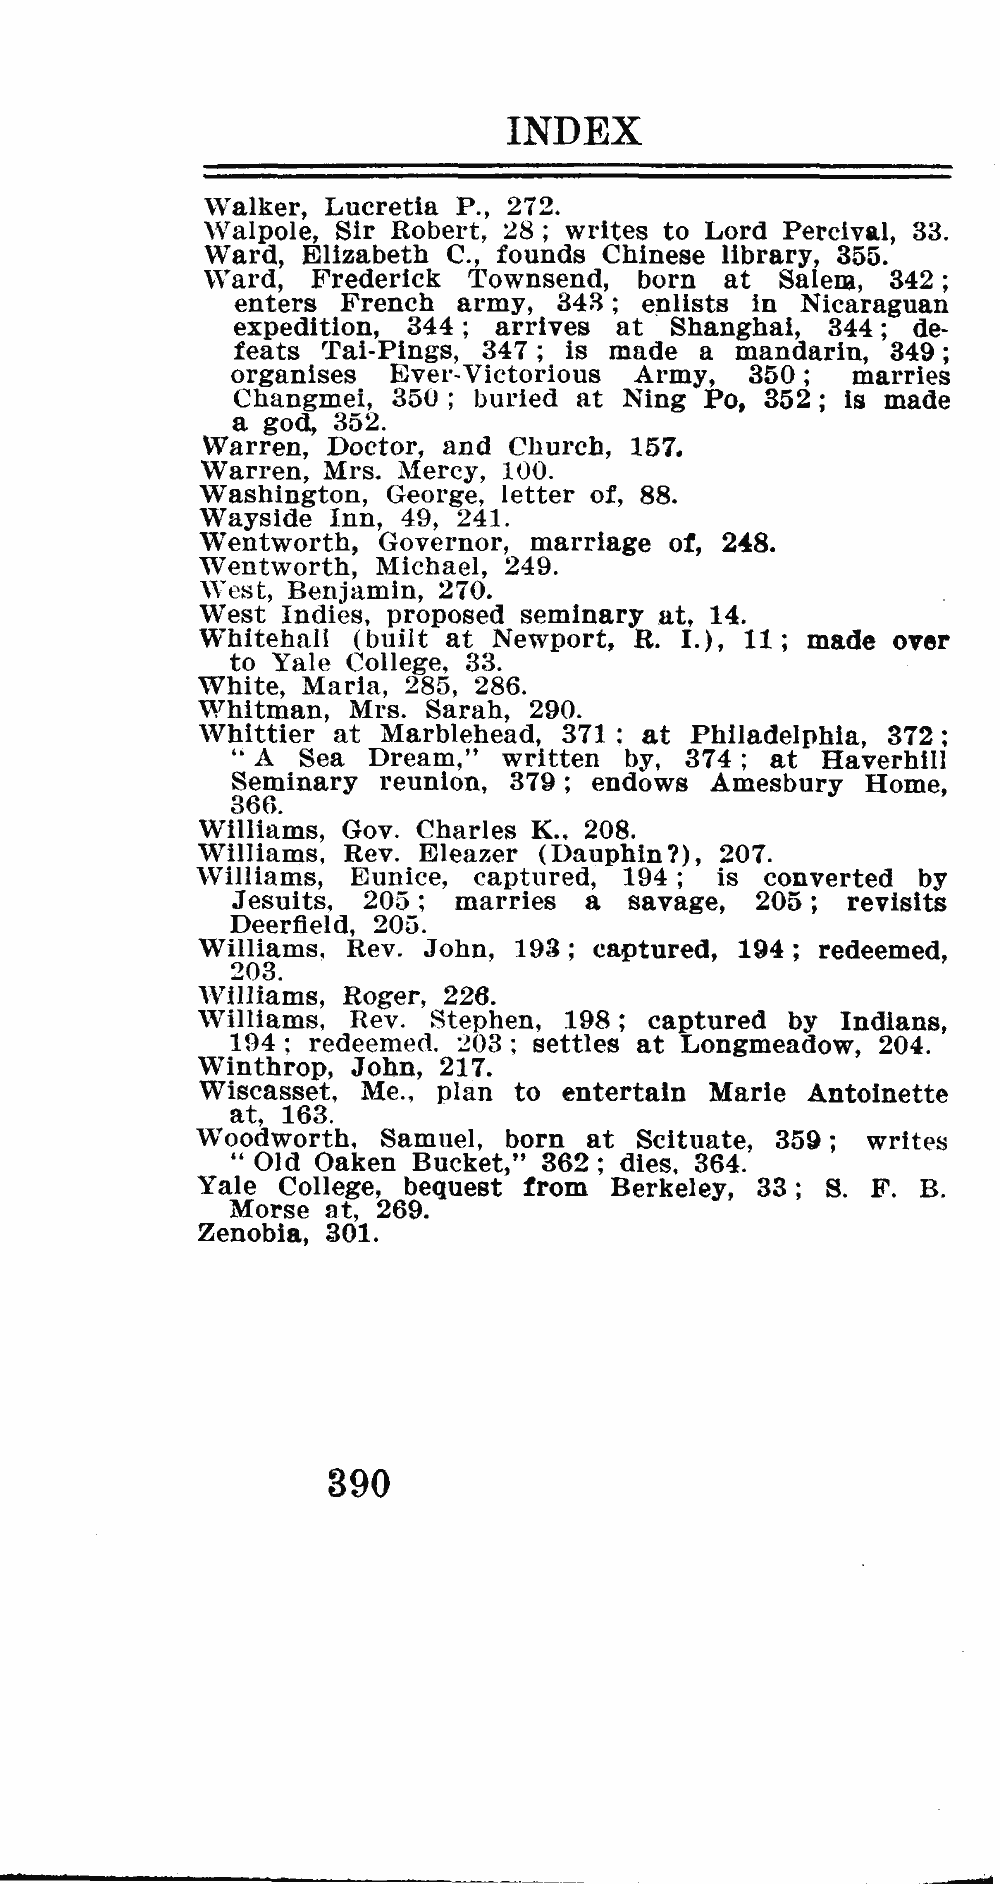 INDEX
Walker, Lucretia P., 272.
Walpole, Sir Robert, 28; writes to Lord Percival, 33.
Ward, Elizabeth C., founds Chinese library, 355.
Ward, Frederick Townsend, born at Salem, 342;
enters French army, 343; enlists in Nicaraguan
expedition, 344; arrives at Shanghai, 344; de-
feats Tai-Pings, 347; is made a mandarin, 349;
organises Ever-Victorious Army, 350; marries
Changmei, 350; buried at Ning Po, 352; is made
a god, 352.
Warren, Doctor, and Church, 157.
Warren, Mrs. Mercy, 100.
Washington, George, letter of, 88.
Wayside Inn, 49, 241.
Wentworth, Governor, marriage of, 248.
Wentworth, Michael, 249.
West, Benjamin, 270.
West Indies, proposed seminary at, 14.
Whitehall (built at Newport, R. I.), 11; made over
to Yale College, 33.
White, Maria, 285, 286.
Whitman, Mrs. Sarah, 290.
Whittier at Marblehead, 371; at Philadelphia, 372;
"A Sea Dream," written by, 374; at Haverhill
Seminary reunion, 379; endows Amesbury Home,
366.
Williams, Gov. Charles K., 208.
Williams, Rev. Eleazer (Dauphin?), 207.
Williams, Eunice, captured, 194; is converted by
Jesuits, 205; marries a savage, 205; revisits
Deerfield, 205.
Williams, Rev. John, 193; captured, 194; redeemed,
203.
Williams, Roger, 226.
Williams, Rev. Stephen, 198; captured by Indians,
194; redeemed, 203; settles at Longmeadow, 204.
Winthrop, John, 217.
Wiscasset, Me., plan to entertain Marie Antoinette
at, 163.
Woodworth, Samuel, born at Scituate, 359; writes
"Old Oaken Bucket," 362; dies, 364.
Yale College, bequest from Berkeley, 33; S. F. B.
Morse at, 269.
Zenobia, 301.
390